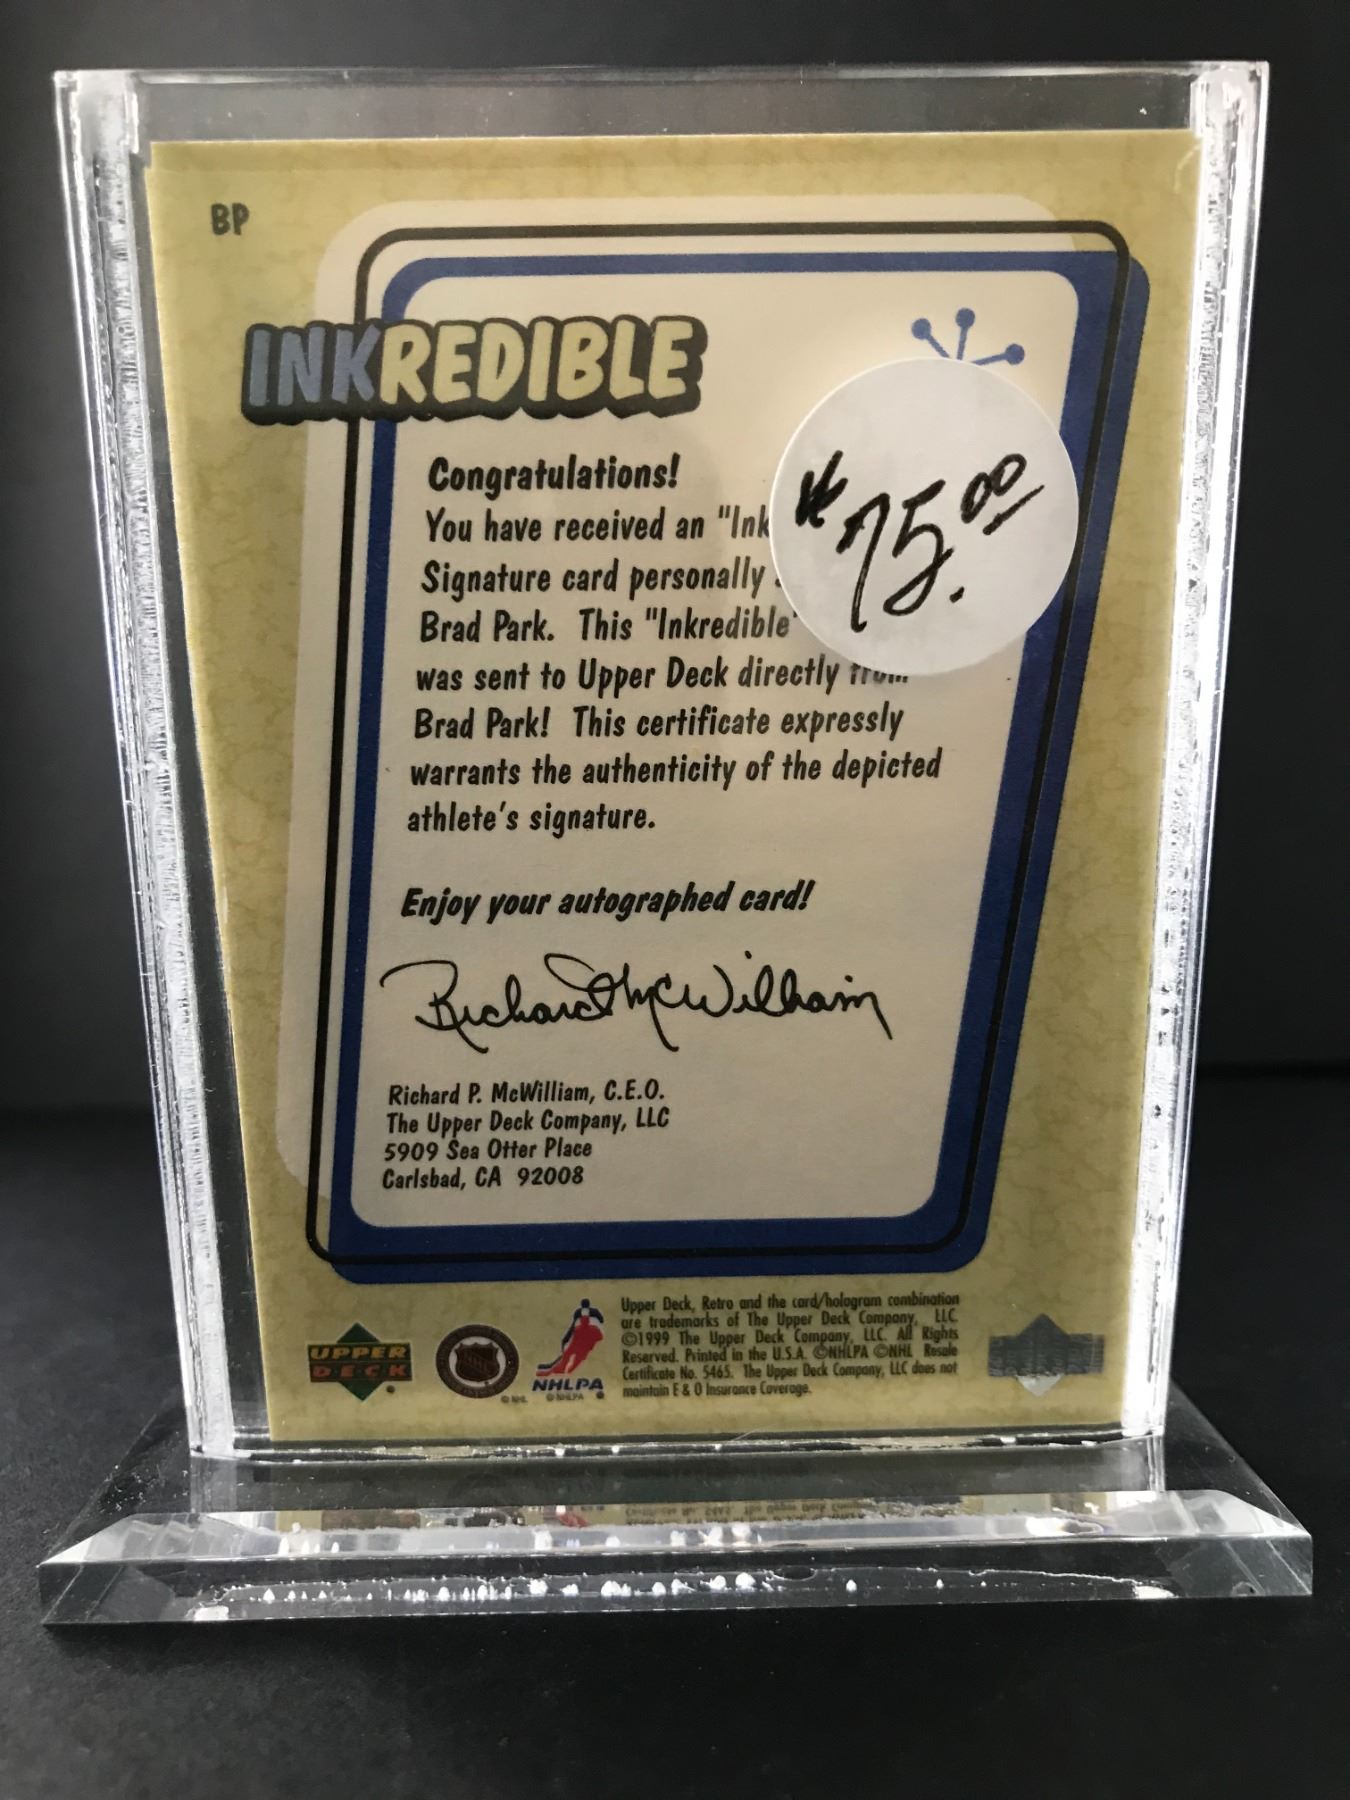 BP
INKREDIBLE
Congratulations!
You have received an "Ink
Signature card personally
Brad Park. This "Inkredible"
was sent to Upper Deck directly from
Brad Park! This certificate expressly
warrants the authenticity of the depicted
athlete's signature.
$75.00
Enjoy your autographed card!
Richard McWilliam
Richard P. McWilliam, C.E.O.
The Upper Deck Company, LLC
5909 Sea Otter Place
Carlsbad, CA 92008
UPPER
DECK
NHL
© NHL
NHLPA
© NHLPA
Upper Deck, Retro and the card/hologram combination
are trademarks of The Upper Deck Company, LLC.
©1999 The Upper Deck Company, LLC. All Rights
Reserved. Printed in the U.S.A. ©NHLPA ©NHL Resale
Certificate No. 5465. The Upper Deck Company, LLC does not
maintain E & O Insurance Coverage.